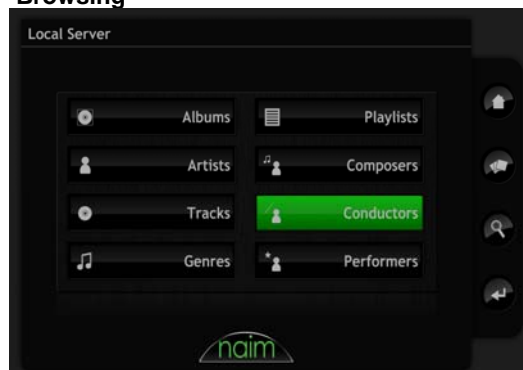 Browsing
Local Server
Albums
Playlists
Artists
Composers
Tracks
Conductors
Genres
Performers
naim